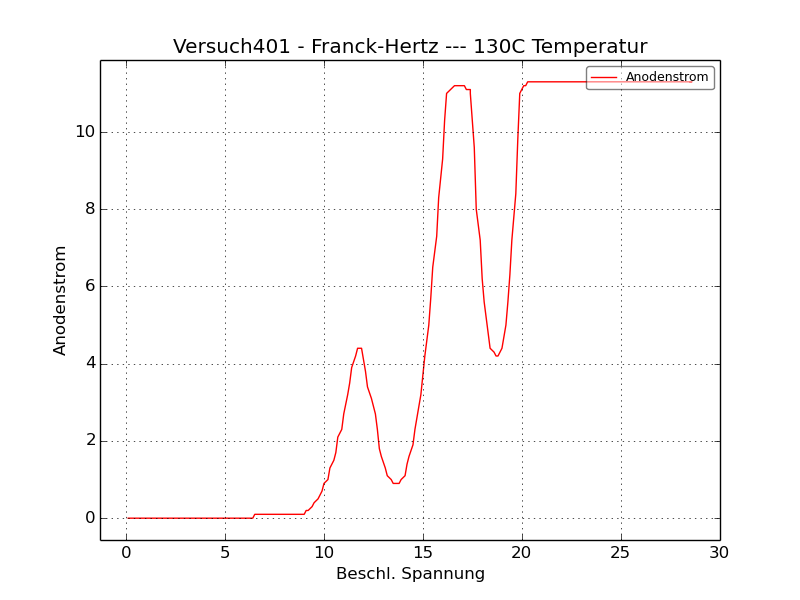 Versuch401 - Franck-Hertz --- 130C Temperatur
Anodenstrom
10
8
6
4
2
0
Anodenstrom
0 5 10 15 20 25 30
Beschl. Spannung